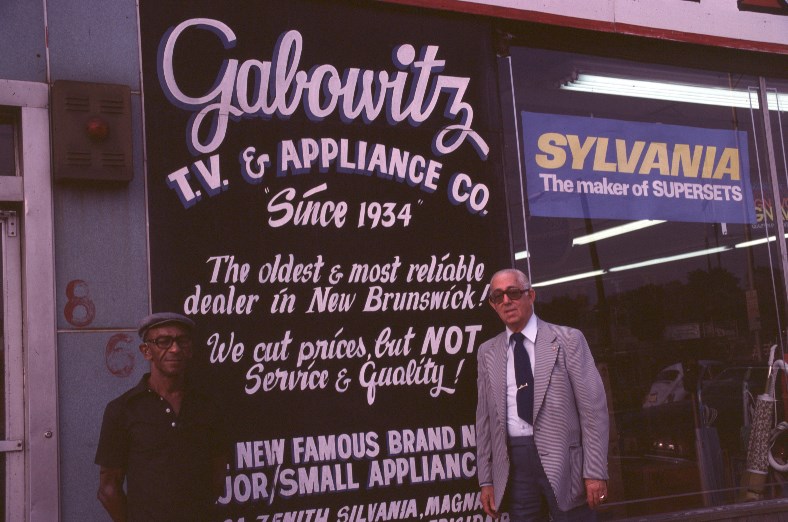 Gabowitz
T.V. & APPLIANCE CO.
"Since 1934"
The oldest & most reliable
dealer in New Brunswick!
We cut prices, but NOT
Service & Quality!
NEW FAMOUS BRAND N
JOR/SMALL APPLIANC
ZENITH SILVANIA, MAGNA
SYLVANIA
The maker of SUPERSETS
8
6